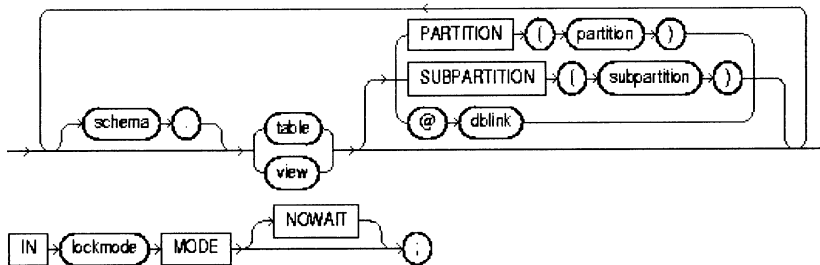 PARTITION ( partition )
SUBPARTITION ( subpartition )
schema .
table
@ dblink
view
IN lockmode MODE NOWAIT ;